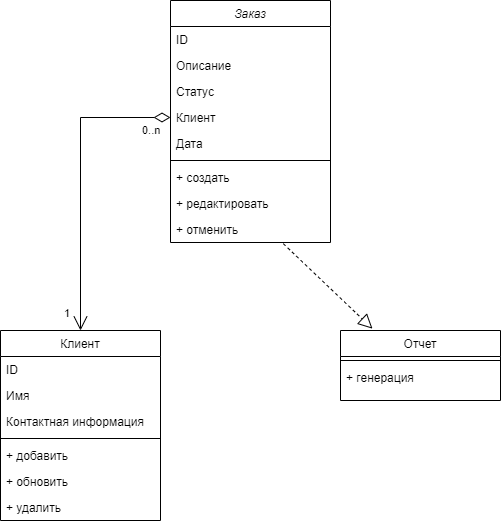 Заказ
ID
Описание
Статус
Клиент
Дата
+ создать
+ редактировать
+ отменить
0..n
1
Клиент
ID
Имя
Контактная информация
+ добавить
+ обновить
+ удалить
Отчет
+ генерация